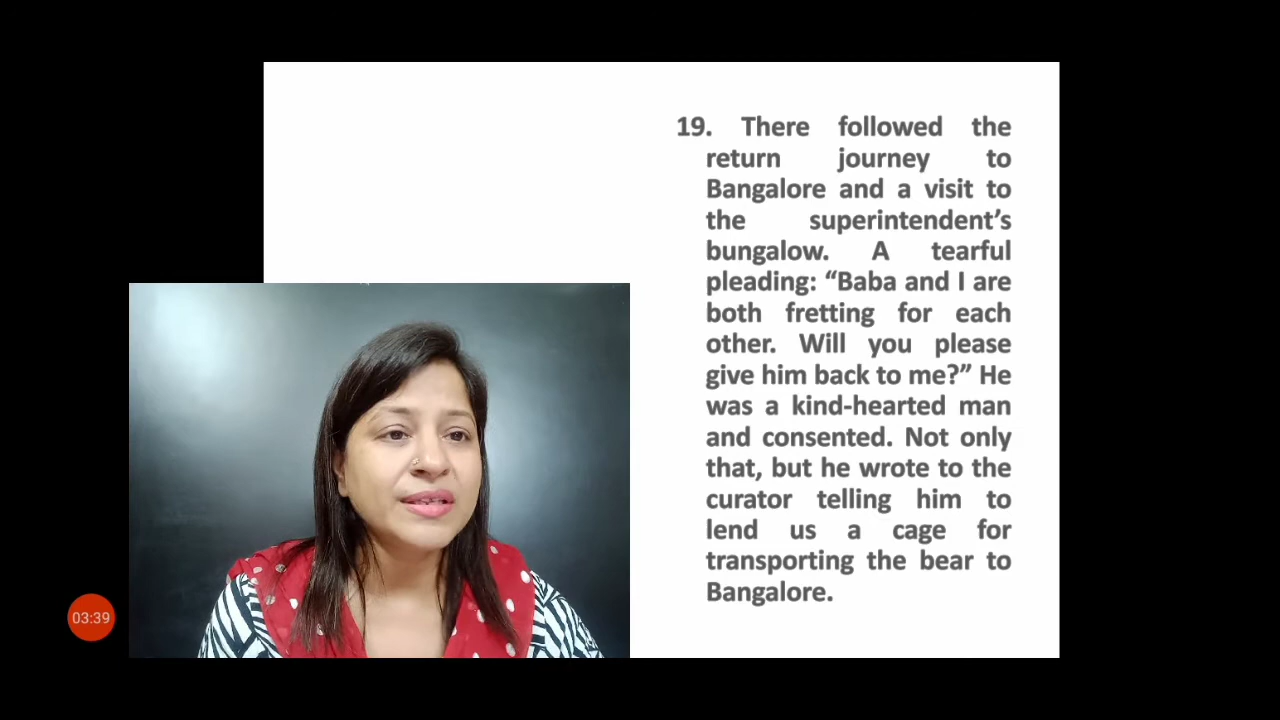 19. There followed the
return journey to
Bangalore and a visit to
the superintendent’s
bungalow. A tearful
pleading: “Baba and I are
both fretting for each
other. Will you please
give him back to me?” He
was a kind-hearted man
and consented. Not only
that, but he wrote to the
curator telling him to
lend us a cage for
transporting the bear to
Bangalore.
03:39